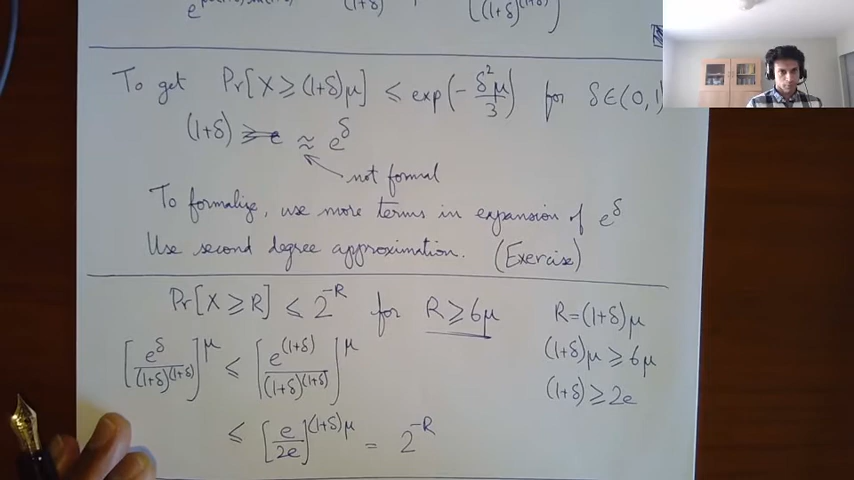 To get Pr[X ≥ (1+δ)μ] ≤ exp(-δ²μ/3) for δ∈(0,1)
(1+δ) ≈ e^δ
not formal
To formalize, use more terms in expansion of e^δ
Use second degree approximation. (Exercise)
Pr[X ≥ R] ≤ 2^{-R} for R ≥ 6μ
R = (1+δ)μ
(1+δ)μ ≥ 6μ
(1+δ) ≥ 2e
[e^δ/(1+δ)^{(1+δ)}]^μ ≤ [e^{(1+δ)}/(1+δ)^{(1+δ)}]^μ
≤ [e/2e]^{(1+δ)μ} = 2^{-R}